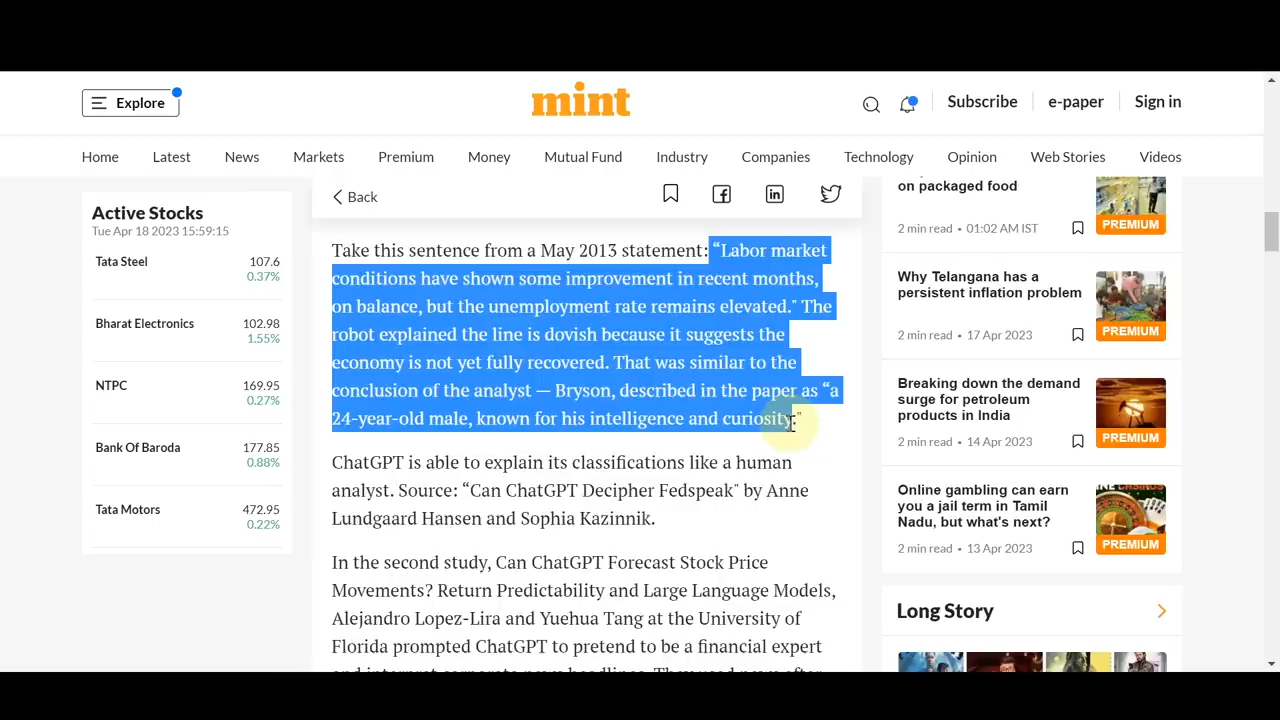 Explore
mint
Subscribe
e-paper
Sign in
Home
Latest
News
Markets
Premium
Money
Mutual Fund
Industry
Companies
Technology
Opinion
Web Stories
Videos
Active Stocks
Tue Apr 18 2023 15:59:15
Tata Steel 107.6
0.37%
Bharat Electronics 102.98
1.55%
NTPC 169.95
0.27%
Bank Of Baroda 177.85
0.88%
Tata Motors 472.95
0.22%
Back
Take this sentence from a May 2013 statement: “Labor market
conditions have shown some improvement in recent months,
on balance, but the unemployment rate remains elevated." The
robot explained the line is dovish because it suggests the
economy is not yet fully recovered. That was similar to the
conclusion of the analyst — Bryson, described in the paper as “a
24-year-old male, known for his intelligence and curiosity."
ChatGPT is able to explain its classifications like a human
analyst. Source: “Can ChatGPT Decipher Fedspeak" by Anne
Lundgaard Hansen and Sophia Kazinnik.
In the second study, Can ChatGPT Forecast Stock Price
Movements? Return Predictability and Large Language Models,
Alejandro Lopez-Lira and Yuehua Tang at the University of
Florida prompted ChatGPT to pretend to be a financial expert
on packaged food
PREMIUM
2 min read • 01:02 AM IST
Why Telangana has a
persistent inflation problem
PREMIUM
2 min read • 17 Apr 2023
Breaking down the demand
surge for petroleum
products in India
PREMIUM
2 min read • 14 Apr 2023
Online gambling can earn
you a jail term in Tamil
Nadu, but what's next?
PREMIUM
2 min read • 13 Apr 2023
Long Story